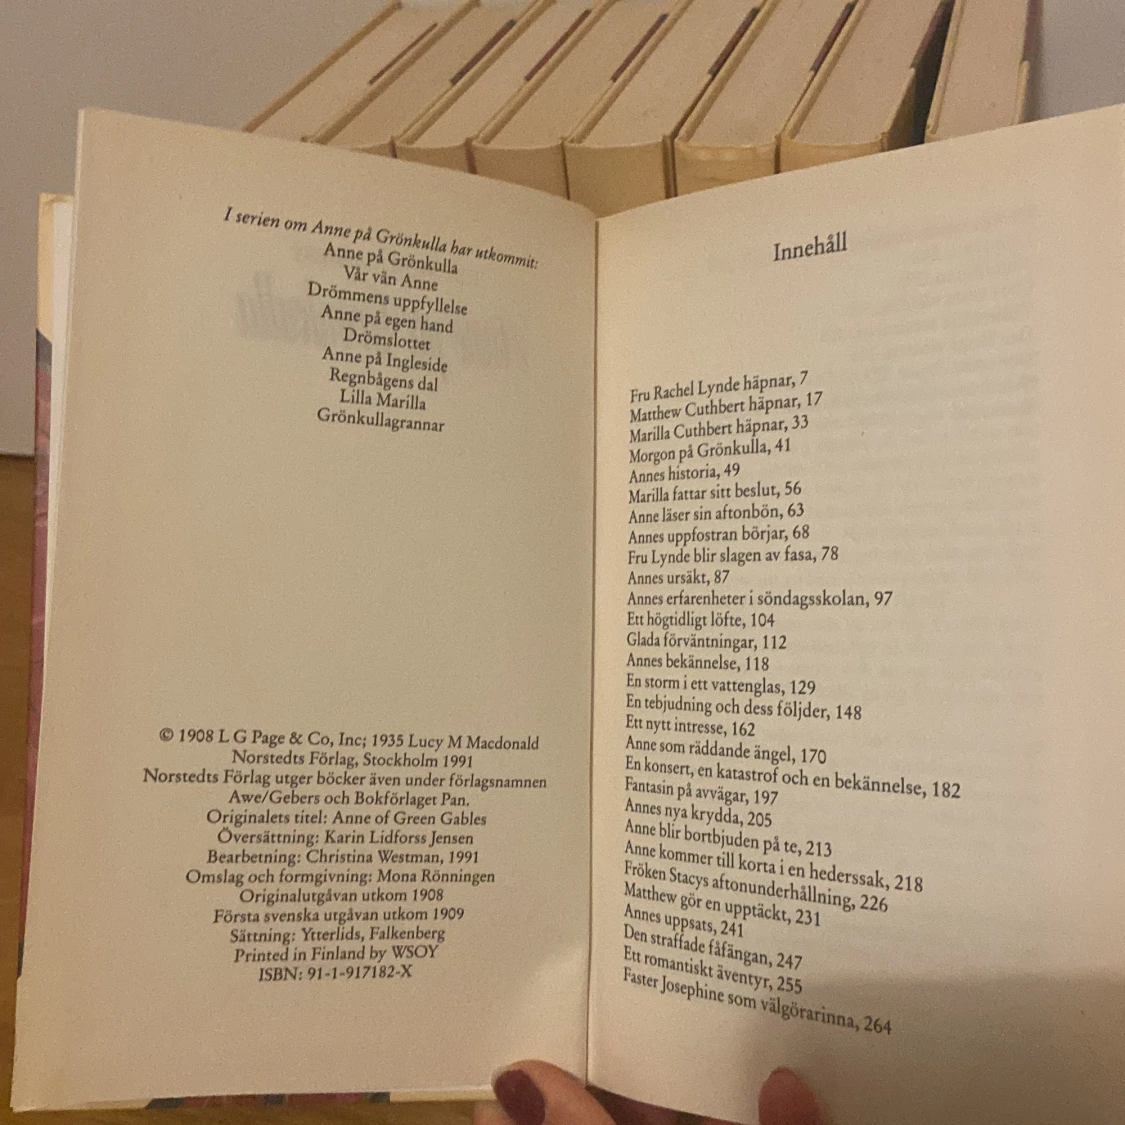 I serien om Anne på Grönkulla har utkommit:
Anne på Grönkulla
Vår vän Anne
Drömmens uppfyllelse
Anne på egen hand
Drömslottet
Anne på Ingleside
Regnbågens dal
Lilla Marilla
Grönkullagrannar
© 1908 L G Page & Co, Inc; 1935 Lucy M Macdonald
Norstedts Förlag, Stockholm 1991
Norstedts Förlag utger böcker även under förlagsnamnen
Awe/Gebers och Bokförlaget Pan.
Originalets titel: Anne of Green Gables
Översättning: Karin Lidforss Jensen
Bearbetning: Christina Westman, 1991
Omslag och formgivning: Mona Rönningen
Originalutgåvan utkom 1908
Första svenska utgåvan utkom 1909
Sättning: Ytterlids, Falkenberg
Printed in Finland by WSOY
ISBN: 91-1-917182-X
Innehåll
Fru Rachel Lynde häpnar, 7
Matthew Cuthbert häpnar, 17
Marilla Cuthbert häpnar, 33
Morgon på Grönkulla, 41
Annes historia, 49
Marilla fattar sitt beslut, 56
Anne läser sin aftonbön, 63
Annes uppfostran börjar, 68
Fru Lynde blir slagen av fasa, 78
Annes ursäkt, 87
Annes erfarenheter i söndagsskolan, 97
Ett högtidligt löfte, 104
Glada förväntningar, 112
Annes bekännelse, 118
En storm i ett vattenglas, 129
En tebjudning och dess följder, 148
Ett nytt intresse, 162
Anne som räddande ängel, 170
En konsert, en katastrof och en bekännelse, 182
Fantasin på avvägar, 197
Annes nya krydda, 205
Anne blir bortbjuden på te, 213
Anne kommer till korta i en hederssak, 218
Fröken Stacys aftonunderhållning, 226
Matthew gör en upptäckt, 231
Annes uppsats, 241
Den straffade fåfängan, 247
Ett romantiskt äventyr, 255
Faster Josephine som välgörarinna, 264